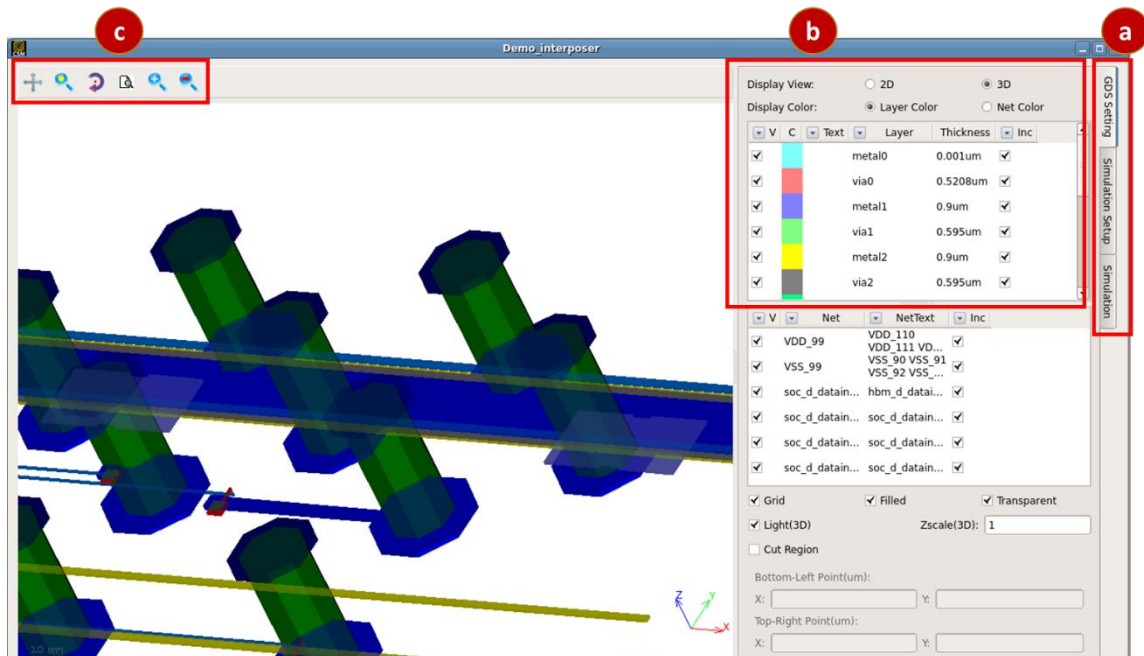 c
b
a
CSM
Demo_interposer
Display View: 2D 3D
Display Color: Layer Color Net Color
V C Text Layer Thickness Inc
metal0 0.001um
via0 0.5208um
metal1 0.9um
via1 0.595um
metal2 0.9um
via2 0.595um
V Net NetText Inc
VDD_99 VDD_110
VDD_111 VD...
VSS_99 VSS_90 VSS_91
VSS_92 VSS_...
soc_d_datain... hbm_d_datai...
soc_d_datain... soc_d_datain...
soc_d_datain... soc_d_datain...
soc_d_datain... soc_d_datain...
Grid Filled Transparent
Light(3D) Zscale(3D): 1
Cut Region
Bottom-Left Point(um):
X: Y:
Top-Right Point(um):
X: Y:
GDS Setting
Simulation Setup
Simulation
Z
Y
X